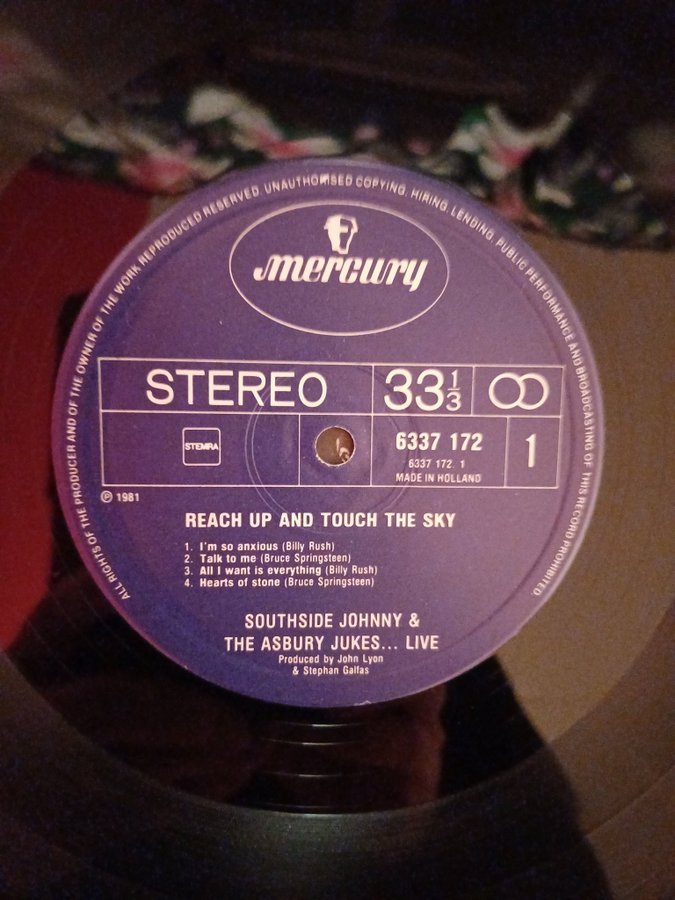 ALL RIGHTS OF THE PRODUCER AND OF THE OWNER OF THE WORK REPRODUCED RESERVED. UNAUTHORISED COPYING, HIRING, LENDING, PUBLIC PERFORMANCE AND BROADCASTING OF THIS RECORD PROHIBITED.
mercury
STEREO 33 1/3
STEMRA 6337 172 1
6337 172 1
MADE IN HOLLAND
℗ 1981
REACH UP AND TOUCH THE SKY
1. I'm so anxious (Billy Rush)
2. Talk to me (Bruce Springsteen)
3. All I want is everything (Billy Rush)
4. Hearts of stone (Bruce Springsteen)
SOUTHSIDE JOHNNY &
THE ASBURY JUKES... LIVE
Produced by John Lyon
& Stephan Galfas